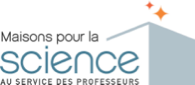 Maisons pour la
science
AU SERVICE DES PROFESSEURS